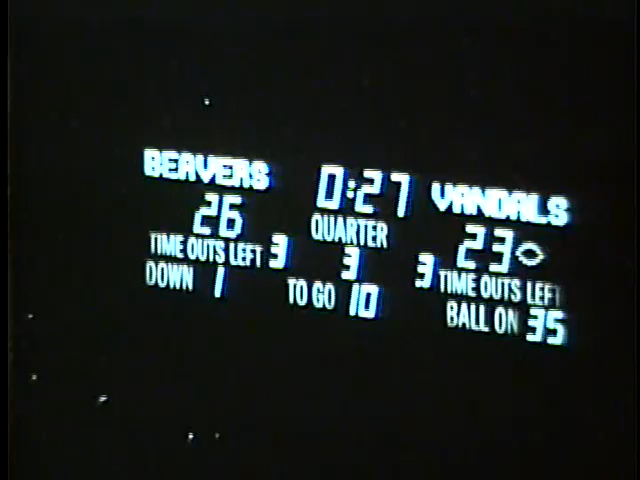 BEAVERS 0:27 VANDALS
26 QUARTER 23
TIME OUTS LEFT 3 3 3 TIME OUTS LEFT
DOWN 1 TO GO 10 BALL ON 35